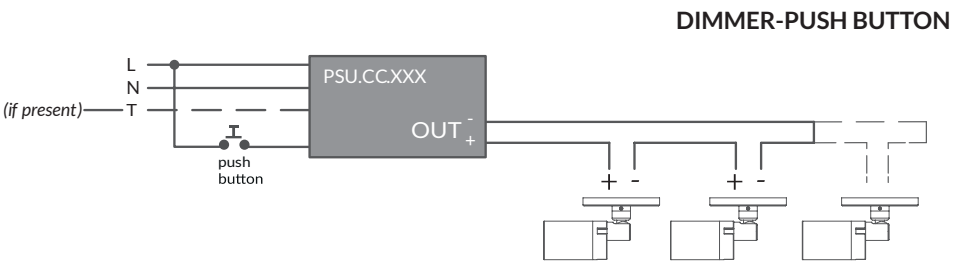 DIMMER-PUSH BUTTON
L
N
(if present) T
PSU.CC.XXX
OUT - +
push
button
+ - + -